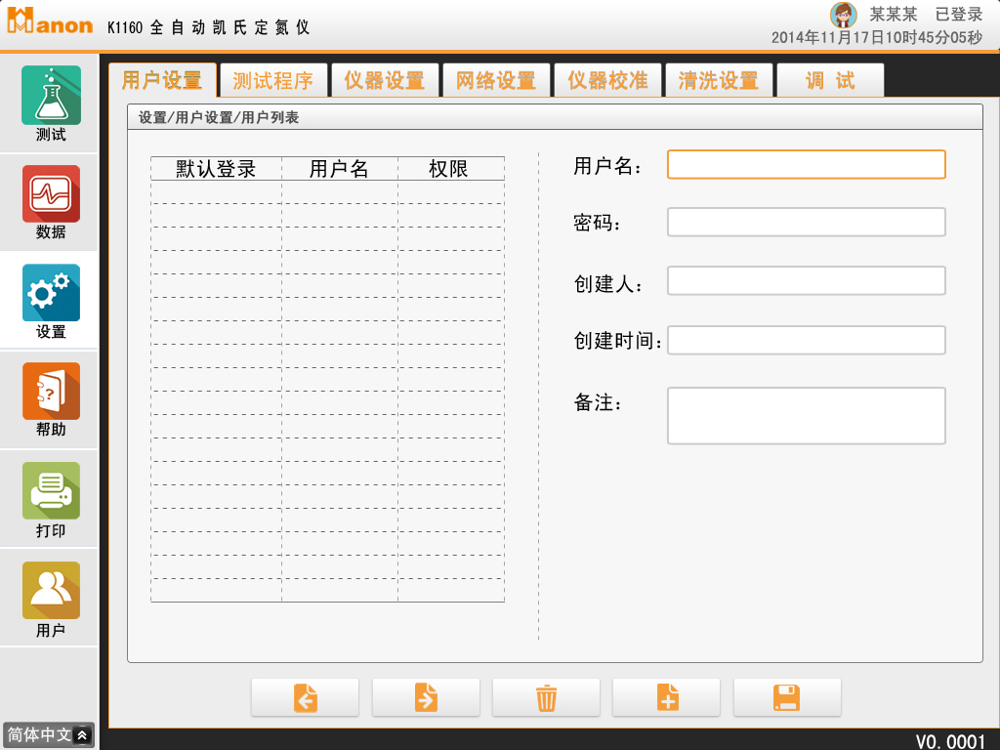 Hanon K1160 全自动凯氏定氮仪
某某某 已登录
2014年11月17日10时45分05秒
测试
数据
设置
帮助
打印
用户
简体中文
用户设置 测试程序 仪器设置 网络设置 仪器校准 清洗设置 调 试
设置/用户设置/用户列表
默认登录 用户名 权限
用户名：
密码：
创建人：
创建时间：
备注：
V0.0001